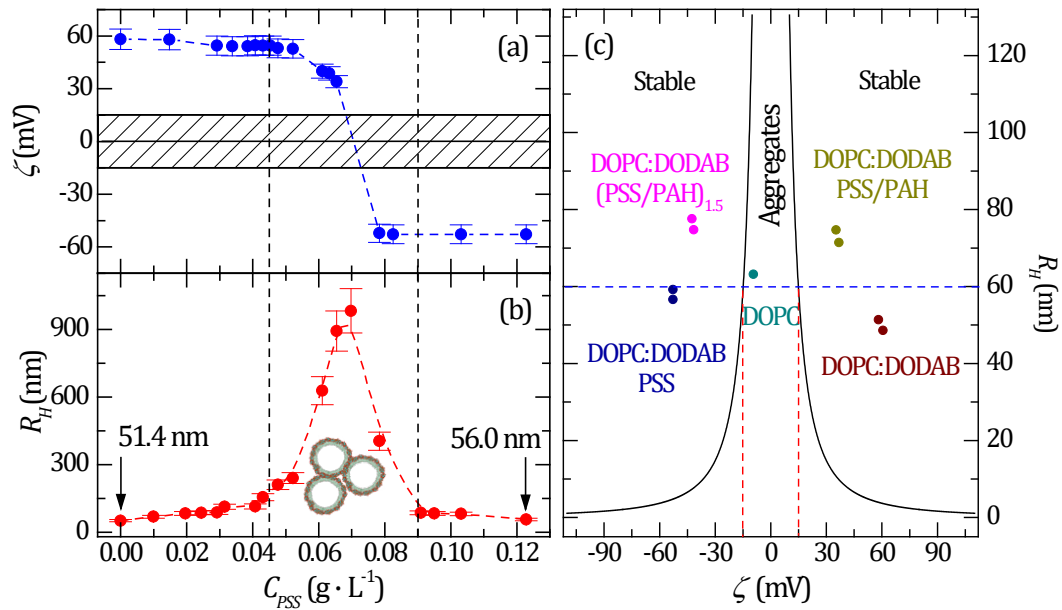 (a)
60
30
0
-30
-60
ζ (mV)
(b)
900
600
300
0
R_H (nm)
51.4 nm
56.0 nm
0.00 0.02 0.04 0.06 0.08 0.10 0.12
C_PSS (g · L⁻¹)
(c)
Stable
Stable
Aggregates
DOPC:DODAB
(PSS/PAH)₁.₅
DOPC:DODAB
PSS/PAH
DOPC
DOPC:DODAB
PSS
DOPC:DODAB
120
100
80
60
40
20
0
R_H (nm)
-90 -60 -30 0 30 60 90
ζ (mV)